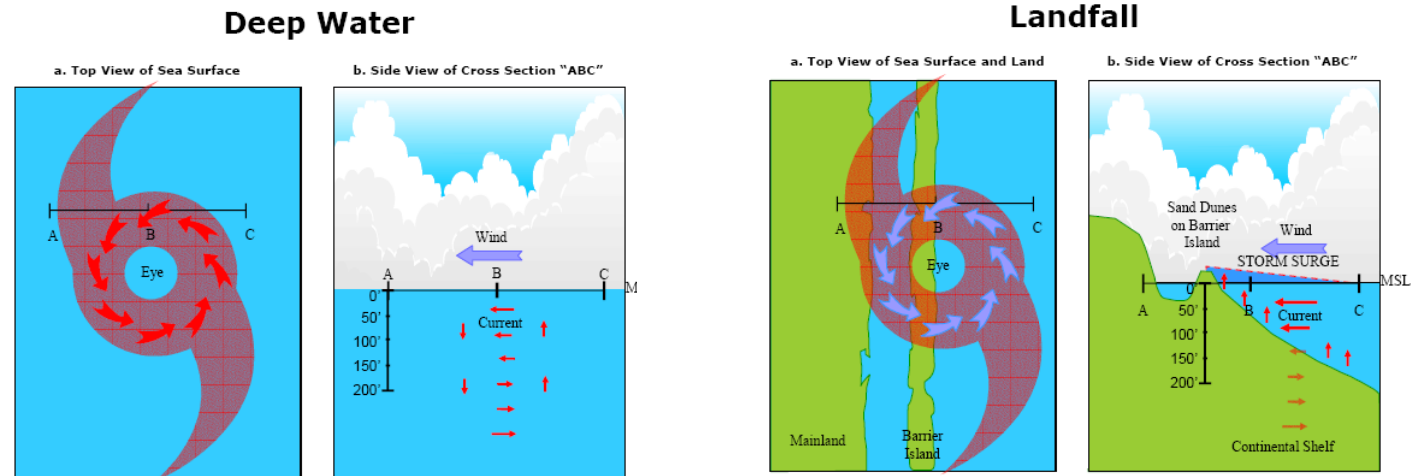 Deep Water
a. Top View of Sea Surface
b. Side View of Cross Section “ABC”
A
B
C
Eye
Wind
A
B
C
M
0'
50'
100'
150'
200'
Current
Landfall
a. Top View of Sea Surface and Land
b. Side View of Cross Section “ABC”
A
B
C
Eye
Mainland
Barrier
Island
Sand Dunes
on Barrier
Island
Wind
STORM SURGE
MSL
A
B
C
0'
50'
100'
150'
200'
Current
Continental Shelf